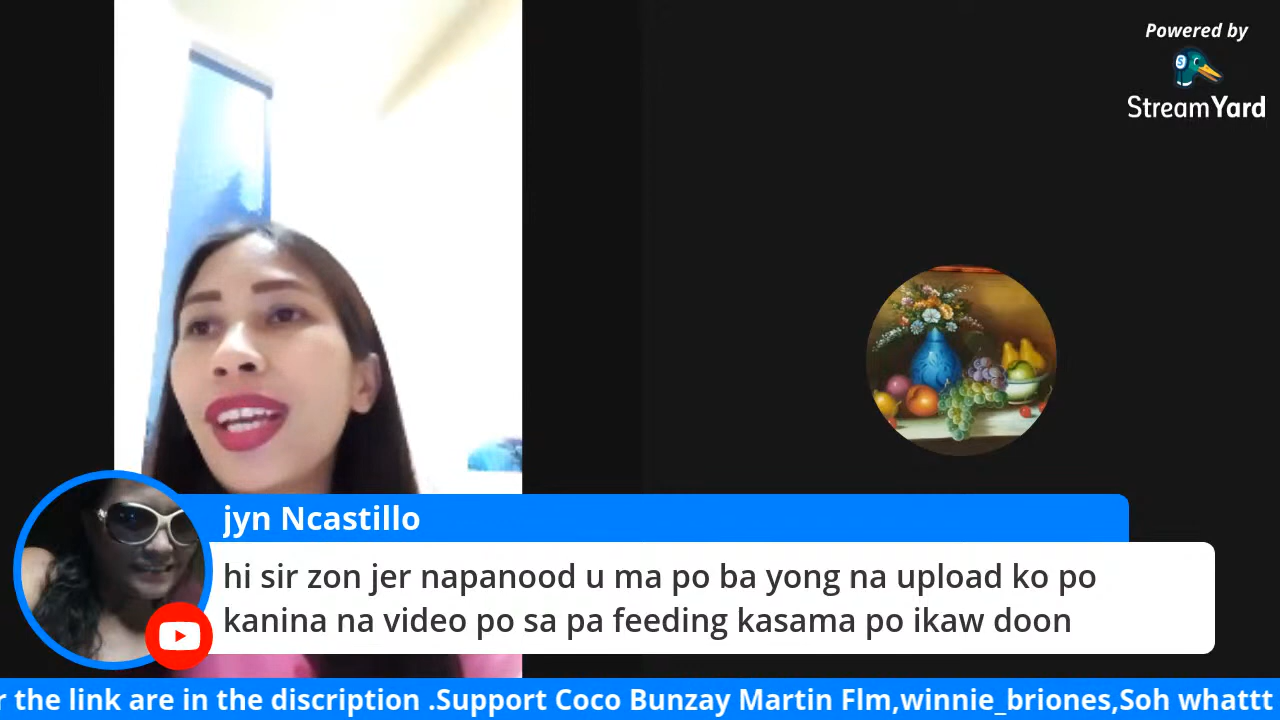 Powered by
StreamYard
jyn Ncastillo
hi sir zon jer napanood u ma po ba yong na upload ko po
kanina na video po sa pa feeding kasama po ikaw doon
r the link are in the discription .Support Coco Bunzay Martin Flm,winnie_briones,Soh whattt